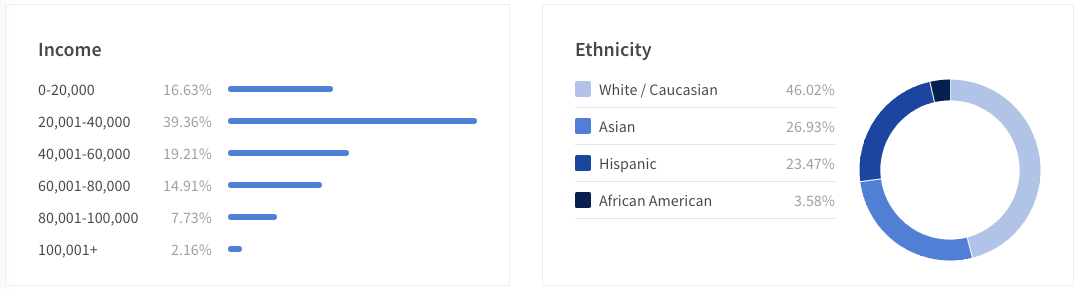 Income
0-20,000 16.63%
20,001-40,000 39.36%
40,001-60,000 19.21%
60,001-80,000 14.91%
80,001-100,000 7.73%
100,001+ 2.16%
Ethnicity
White / Caucasian 46.02%
Asian 26.93%
Hispanic 23.47%
African American 3.58%